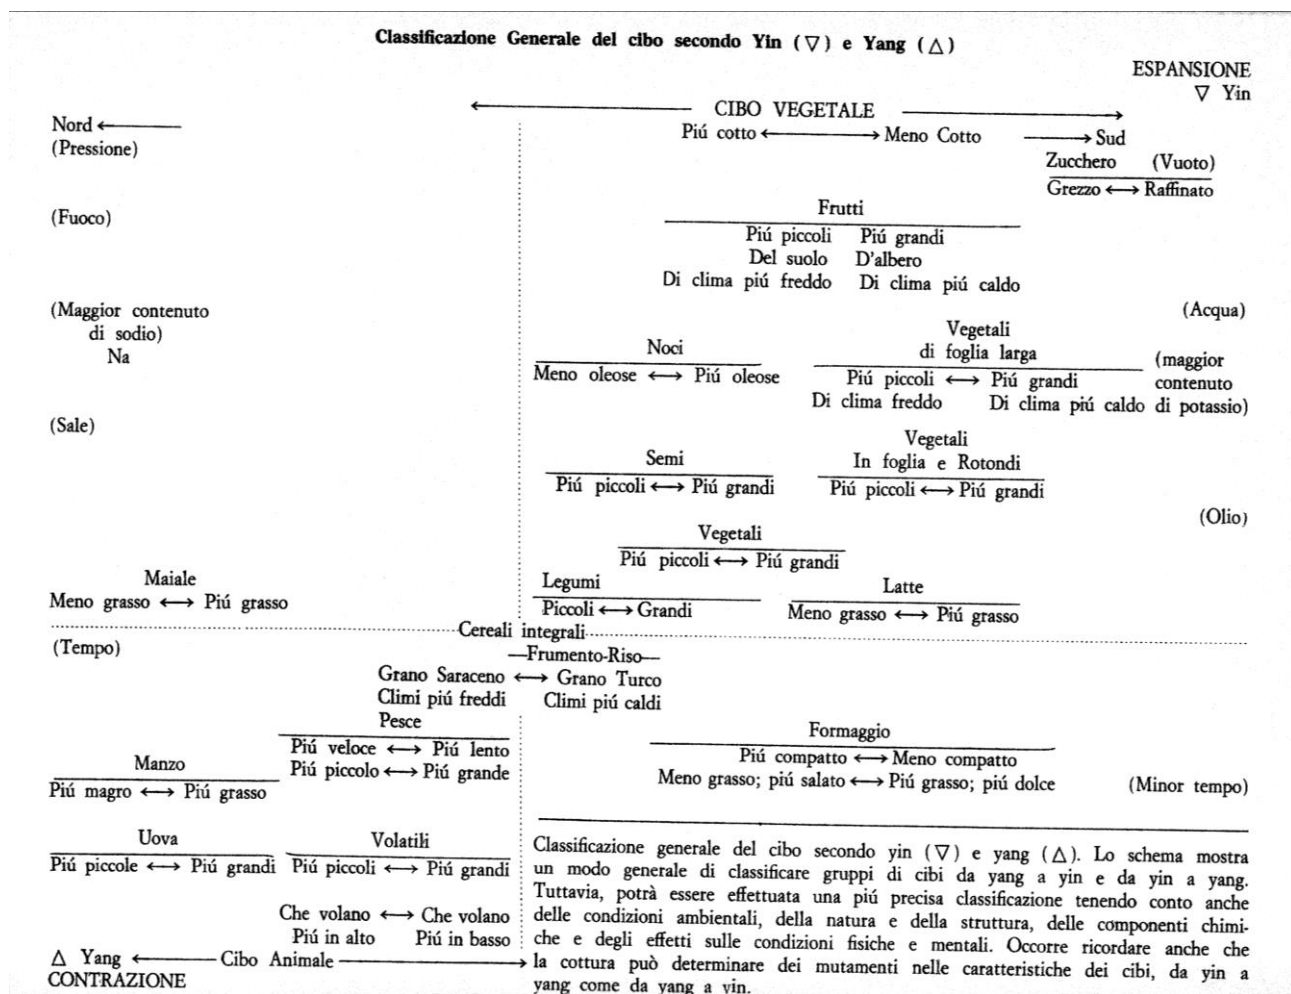 Classificazione Generale del cibo secondo Yin (▽) e Yang (△)
ESPANSIONE
▽ Yin
← CIBO VEGETALE →
Nord ←
(Pressione)
Piú cotto ←→ Meno Cotto → Sud
Zucchero (Vuoto)
Grezzo ←→ Raffinato
(Fuoco)
Frutti
Piú piccoli Piú grandi
Del suolo D'albero
Di clima piú freddo Di clima piú caldo
(Maggior contenuto
di sodio)
Na
(Acqua)
Noci
Meno oleose ←→ Piú oleose
Vegetali
di foglia larga
Piú piccoli ←→ Piú grandi
Di clima freddo Di clima piú caldo
(maggior
contenuto
di potassio)
(Sale)
Semi
Piú piccoli ←→ Piú grandi
Vegetali
In foglia e Rotondi
Piú piccoli ←→ Piú grandi
(Olio)
Vegetali
Piú piccoli ←→ Piú grandi
Maiale
Meno grasso ←→ Piú grasso
Legumi
Piccoli ←→ Grandi
Latte
Meno grasso ←→ Piú grasso
Cereali integrali
(Tempo)
—Frumento-Riso—
Grano Saraceno ←→ Grano Turco
Climi piú freddi Climi piú caldi
Pesce
Piú veloce ←→ Piú lento
Piú piccolo ←→ Piú grande
Formaggio
Piú compatto ←→ Meno compatto
Meno grasso; piú salato ←→ Piú grasso; piú dolce
(Minor tempo)
Manzo
Piú magro ←→ Piú grasso
Uova
Piú piccole ←→ Piú grandi
Volatili
Piú piccoli ←→ Piú grandi
Che volano ←→ Che volano
Piú in alto Piú in basso
△ Yang ← Cibo Animale →
CONTRAZIONE
Classificazione generale del cibo secondo yin (▽) e yang (△). Lo schema mostra
un modo generale di classificare gruppi di cibi da yang a yin e da yin a yang.
Tuttavia, potrà essere effettuata una piú precisa classificazione tenendo conto anche
delle condizioni ambientali, della natura e della struttura, delle componenti chimi-
che e degli effetti sulle condizioni fisiche e mentali. Occorre ricordare anche che
la cottura può determinare dei mutamenti nelle caratteristiche dei cibi, da yin a
yang come da yang a yin.